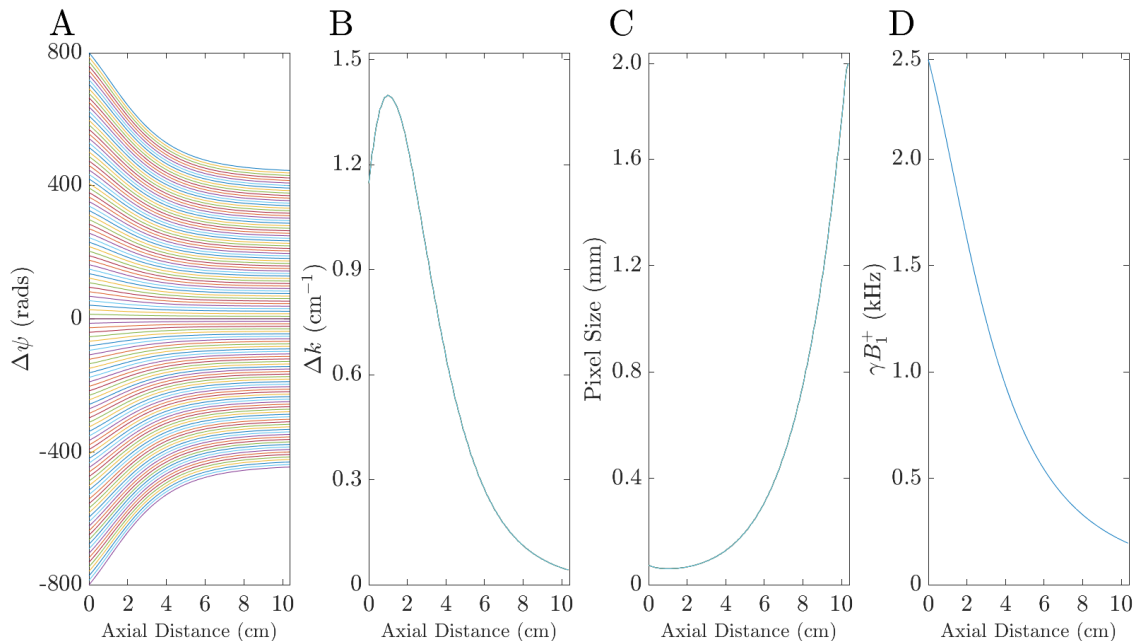 A
B
C
D
800
400
0
-400
-800
Δψ (rads)
0 2 4 6 8 10
Axial Distance (cm)
1.5
1.2
0.9
0.6
0.3
0
Δk (cm⁻¹)
0 2 4 6 8 10
Axial Distance (cm)
2.0
1.6
1.2
0.8
0.4
0
Pixel Size (mm)
0 2 4 6 8 10
Axial Distance (cm)
2.5
2.0
1.5
1.0
0.5
0
γB₁⁺ (kHz)
0 2 4 6 8 10
Axial Distance (cm)